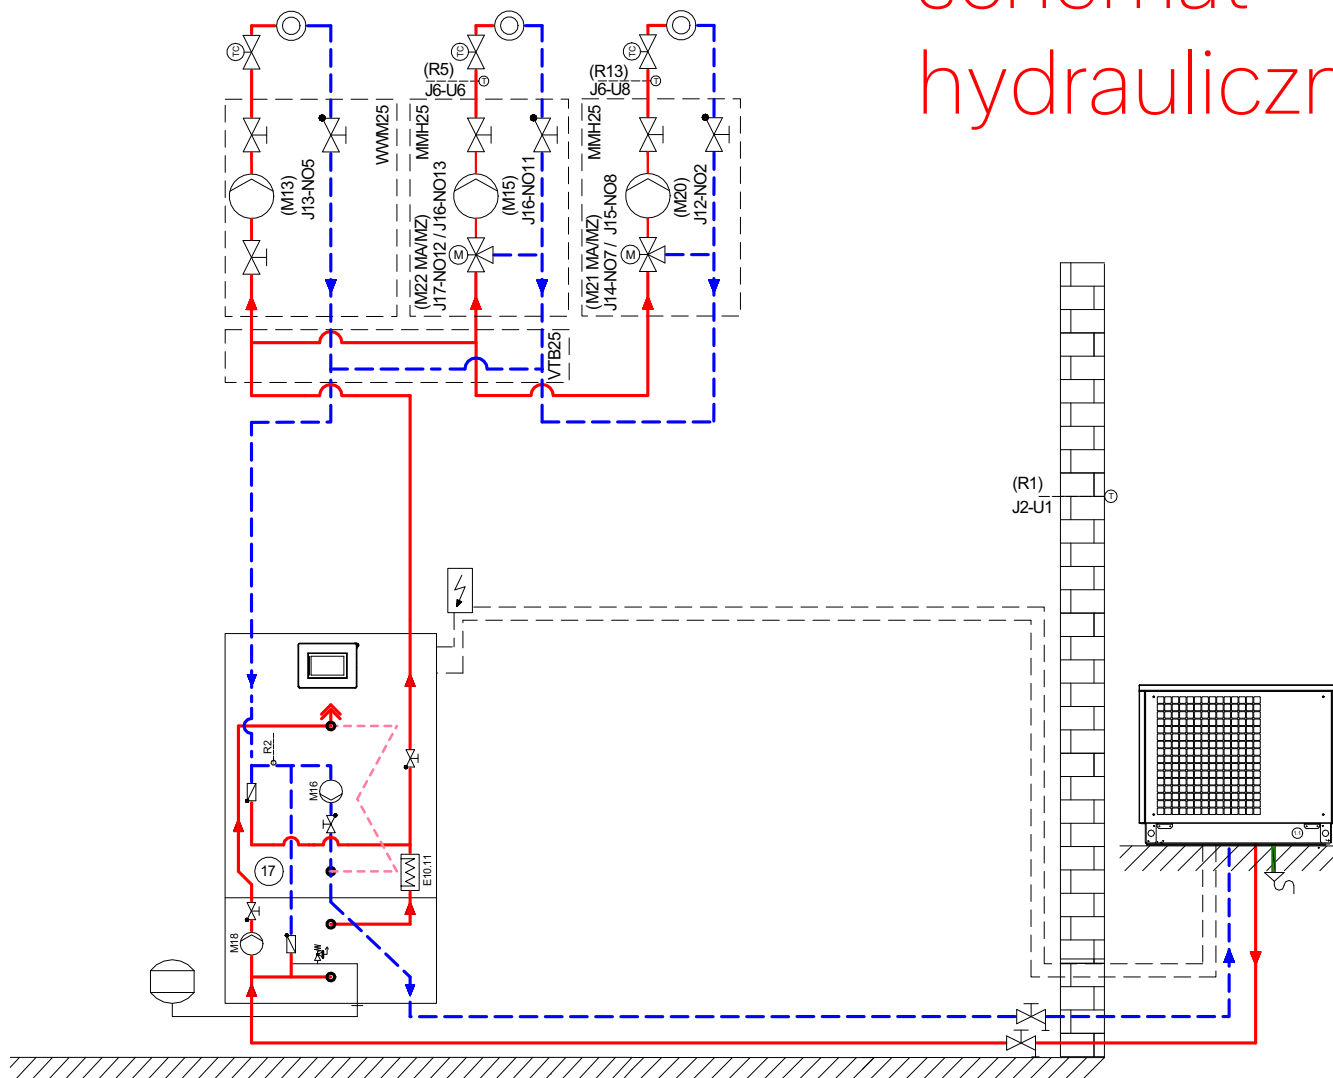 hydrauliczn
TC
TC
TC
(R5)
J6-U6
T
(R13)
J6-U8
T
WWM25
(M13)
J13-NO5
MMH25
(M15)
J16-NO11
(M22 MA/MZ)
J17-NO12 / J16-NO13
M
MMH25
(M20)
J12-NO2
(M21 MA/MZ)
J14-NO7 / J15-NO8
M
VTB25
(R1)
J2-U1
T
R2
M16
E10.11
17
M18
1.1